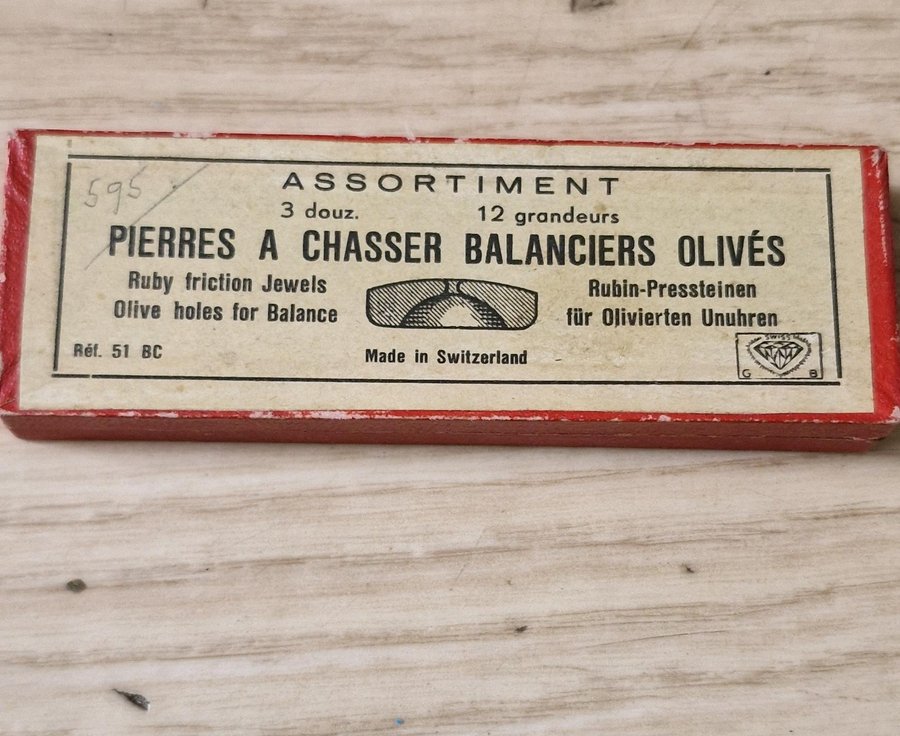 595
ASSORTIMENT
3 douz. 12 grandeurs
PIERRES A CHASSER BALANCIERS OLIVÉS
Ruby friction Jewels
Olive holes for Balance
Rubin-Pressteinen
für Olivierten Unuhren
Réf. 51 BC
Made in Switzerland
SWISS
G B